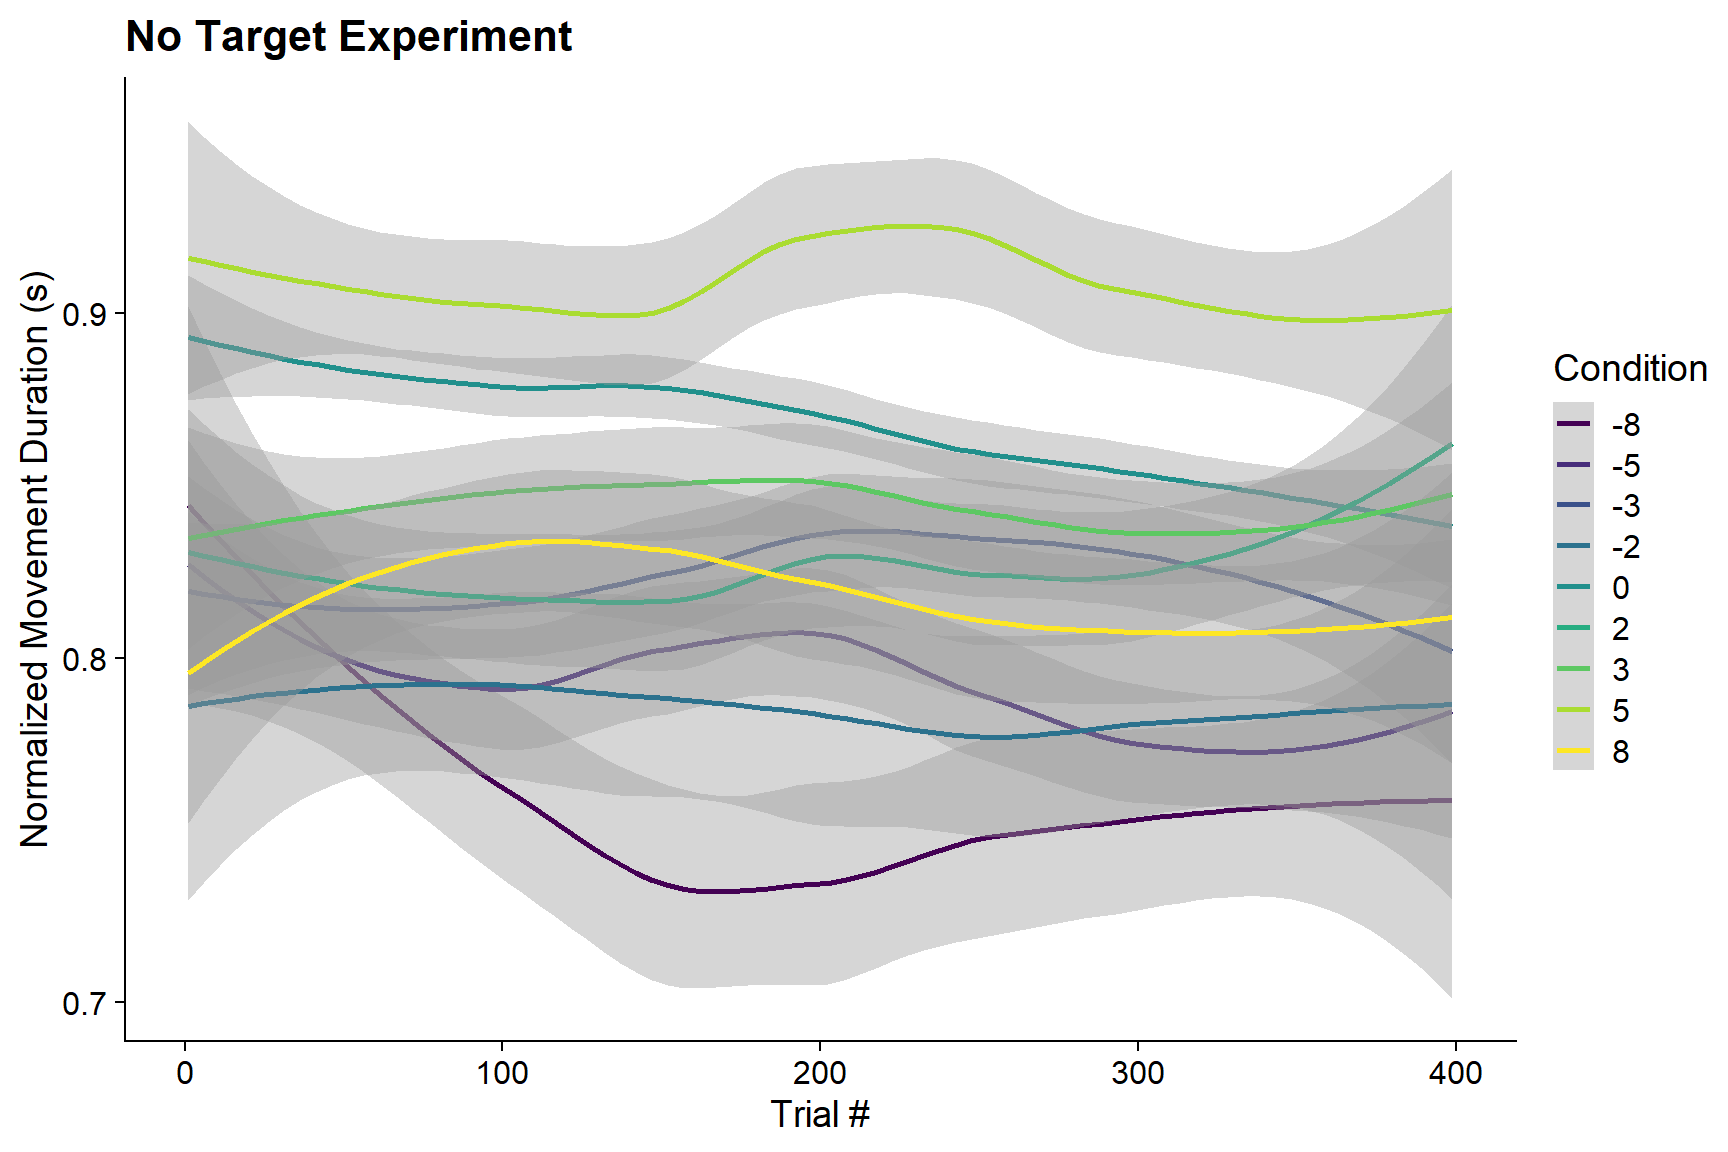 No Target Experiment
Normalized Movement Duration (s)
0.9
0.8
0.7
0 100 200 300 400
Trial #
Condition
-8
-5
-3
-2
0
2
3
5
8